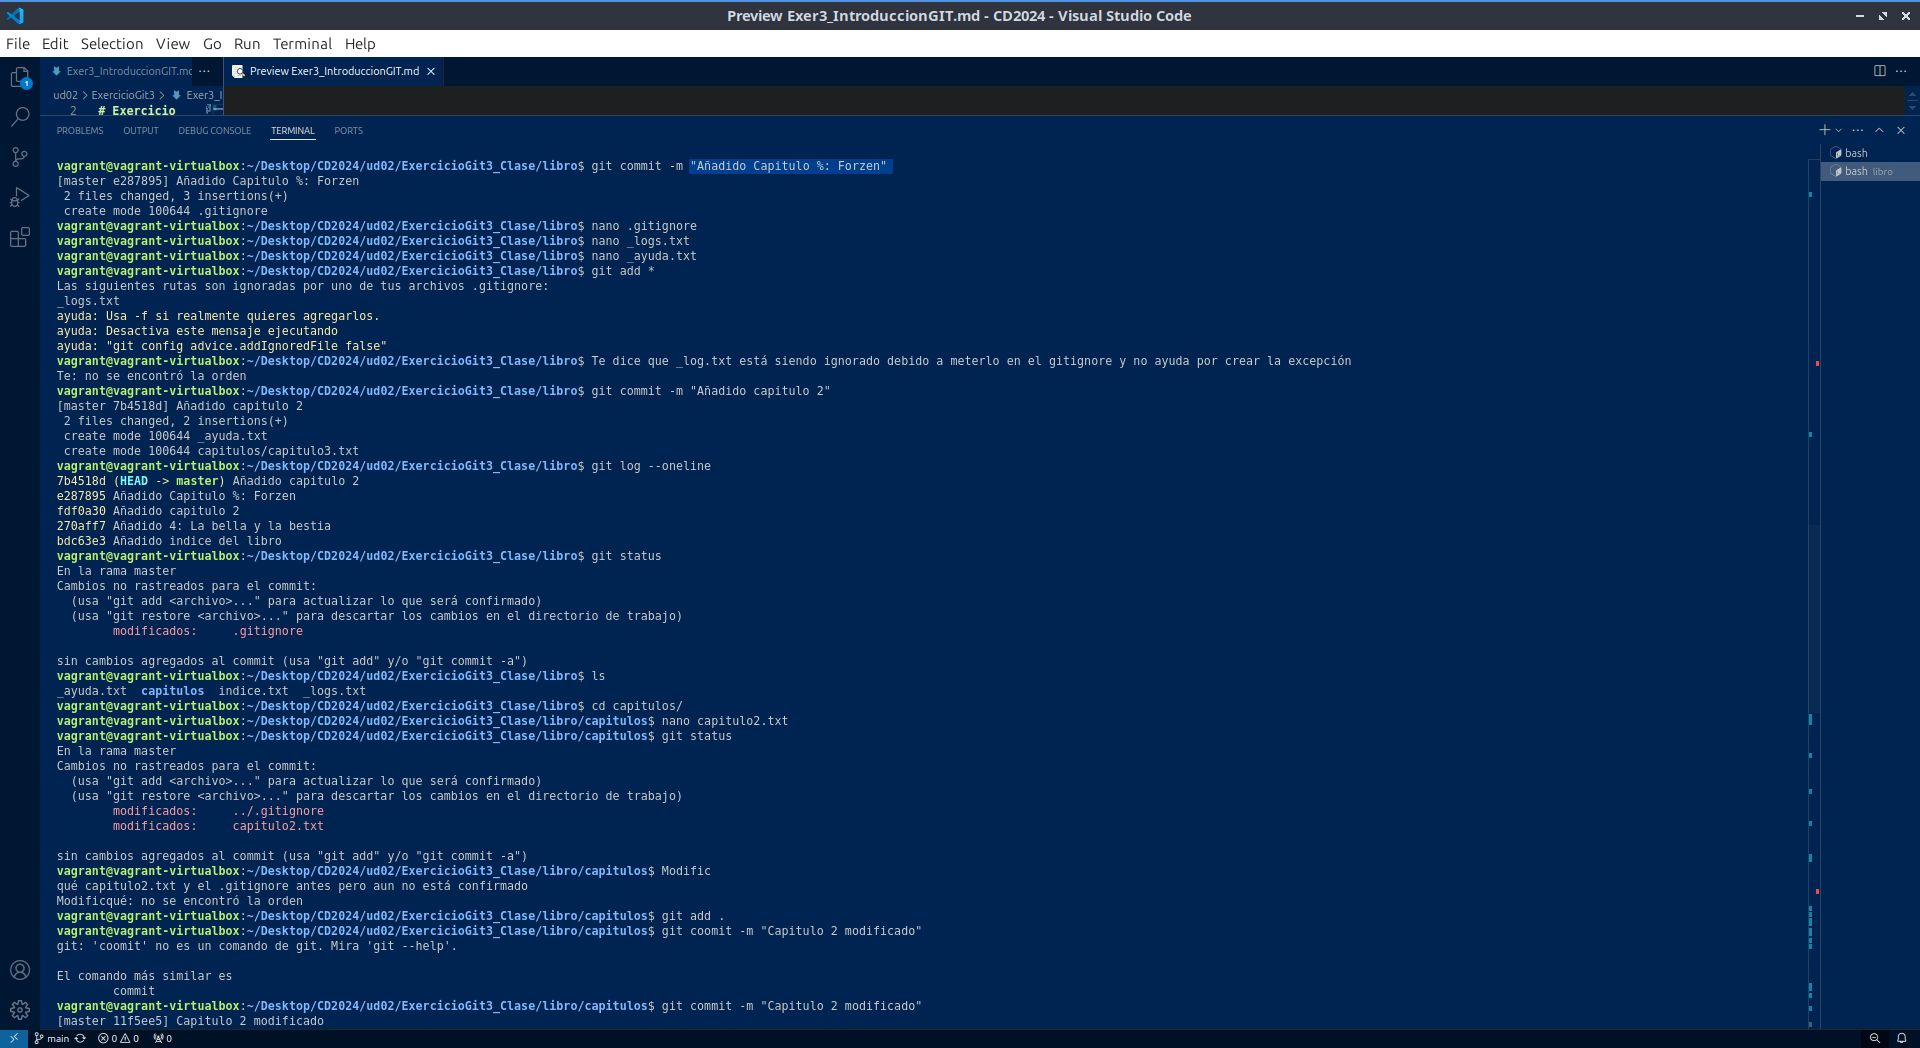 Preview Exer3_IntroduccionGIT.md - CD2024 - Visual Studio Code
File Edit Selection View Go Run Terminal Help
Exer3_IntroduccionGIT.mc ... Preview Exer3_IntroduccionGIT.md
ud02 > ExercicioGit3 > Exer3_I
2 # Exercicio
PROBLEMS OUTPUT DEBUG CONSOLE TERMINAL PORTS
bash
bash libro
vagrant@vagrant-virtualbox:~/Desktop/CD2024/ud02/ExercicioGit3_Clase/libro$ git commit -m "Añadido Capitulo %: Forzen"
[master e287895] Añadido Capitulo %: Forzen
2 files changed, 3 insertions(+)
create mode 100644 .gitignore
vagrant@vagrant-virtualbox:~/Desktop/CD2024/ud02/ExercicioGit3_Clase/libro$ nano .gitignore
vagrant@vagrant-virtualbox:~/Desktop/CD2024/ud02/ExercicioGit3_Clase/libro$ nano _logs.txt
vagrant@vagrant-virtualbox:~/Desktop/CD2024/ud02/ExercicioGit3_Clase/libro$ nano _ayuda.txt
vagrant@vagrant-virtualbox:~/Desktop/CD2024/ud02/ExercicioGit3_Clase/libro$ git add *
Las siguientes rutas son ignoradas por uno de tus archivos .gitignore:
_logs.txt
ayuda: Usa -f si realmente quieres agregarlos.
ayuda: Desactiva este mensaje ejecutando
ayuda: "git config advice.addIgnoredFile false"
vagrant@vagrant-virtualbox:~/Desktop/CD2024/ud02/ExercicioGit3_Clase/libro$ Te dice que _log.txt está siendo ignorado debido a meterlo en el gitignore y no ayuda por crear la excepción
Te: no se encontró la orden
vagrant@vagrant-virtualbox:~/Desktop/CD2024/ud02/ExercicioGit3_Clase/libro$ git commit -m "Añadido capitulo 2"
[master 7b4518d] Añadido capitulo 2
2 files changed, 2 insertions(+)
create mode 100644 _ayuda.txt
create mode 100644 capitulos/capitulo3.txt
vagrant@vagrant-virtualbox:~/Desktop/CD2024/ud02/ExercicioGit3_Clase/libro$ git log --oneline
7b4518d (HEAD -> master) Añadido capitulo 2
e287895 Añadido Capitulo %: Forzen
fdf0a30 Añadido capitulo 2
270aff7 Añadido 4: La bella y la bestia
bdc63e3 Añadido indice del libro
vagrant@vagrant-virtualbox:~/Desktop/CD2024/ud02/ExercicioGit3_Clase/libro$ git status
En la rama master
Cambios no rastreados para el commit:
(usa "git add <archivo>..." para actualizar lo que será confirmado)
(usa "git restore <archivo>..." para descartar los cambios en el directorio de trabajo)
modificados: .gitignore
sin cambios agregados al commit (usa "git add" y/o "git commit -a")
vagrant@vagrant-virtualbox:~/Desktop/CD2024/ud02/ExercicioGit3_Clase/libro$ ls
_ayuda.txt capitulos indice.txt _logs.txt
vagrant@vagrant-virtualbox:~/Desktop/CD2024/ud02/ExercicioGit3_Clase/libro$ cd capitulos/
vagrant@vagrant-virtualbox:~/Desktop/CD2024/ud02/ExercicioGit3_Clase/libro/capitulos$ nano capitulo2.txt
vagrant@vagrant-virtualbox:~/Desktop/CD2024/ud02/ExercicioGit3_Clase/libro/capitulos$ git status
En la rama master
Cambios no rastreados para el commit:
(usa "git add <archivo>..." para actualizar lo que será confirmado)
(usa "git restore <archivo>..." para descartar los cambios en el directorio de trabajo)
modificados: ../.gitignore
modificados: capitulo2.txt
sin cambios agregados al commit (usa "git add" y/o "git commit -a")
vagrant@vagrant-virtualbox:~/Desktop/CD2024/ud02/ExercicioGit3_Clase/libro/capitulos$ Modific
qué capitulo2.txt y el .gitignore antes pero aun no está confirmado
Modificqué: no se encontró la orden
vagrant@vagrant-virtualbox:~/Desktop/CD2024/ud02/ExercicioGit3_Clase/libro/capitulos$ git add .
vagrant@vagrant-virtualbox:~/Desktop/CD2024/ud02/ExercicioGit3_Clase/libro/capitulos$ git coomit -m "Capitulo 2 modificado"
git: 'coomit' no es un comando de git. Mira 'git --help'.
El comando más similar es
commit
vagrant@vagrant-virtualbox:~/Desktop/CD2024/ud02/ExercicioGit3_Clase/libro/capitulos$ git commit -m "Capitulo 2 modificado"
[master 11f5ee5] Capitulo 2 modificado
main 0 0 0